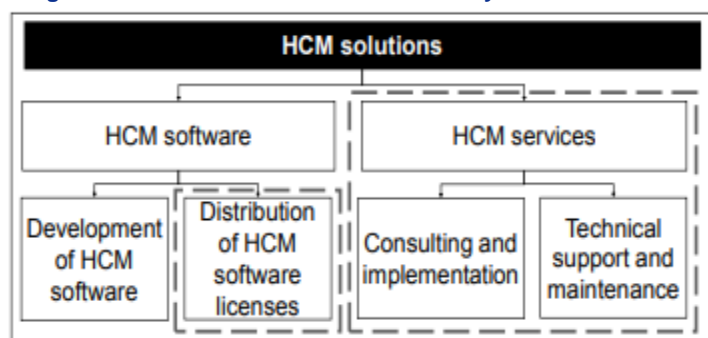 HCM solutions
HCM software
HCM services
Development
of HCM
software
Distribution
of HCM
software
licenses
Consulting and
implementation
Technical
support and
maintenance